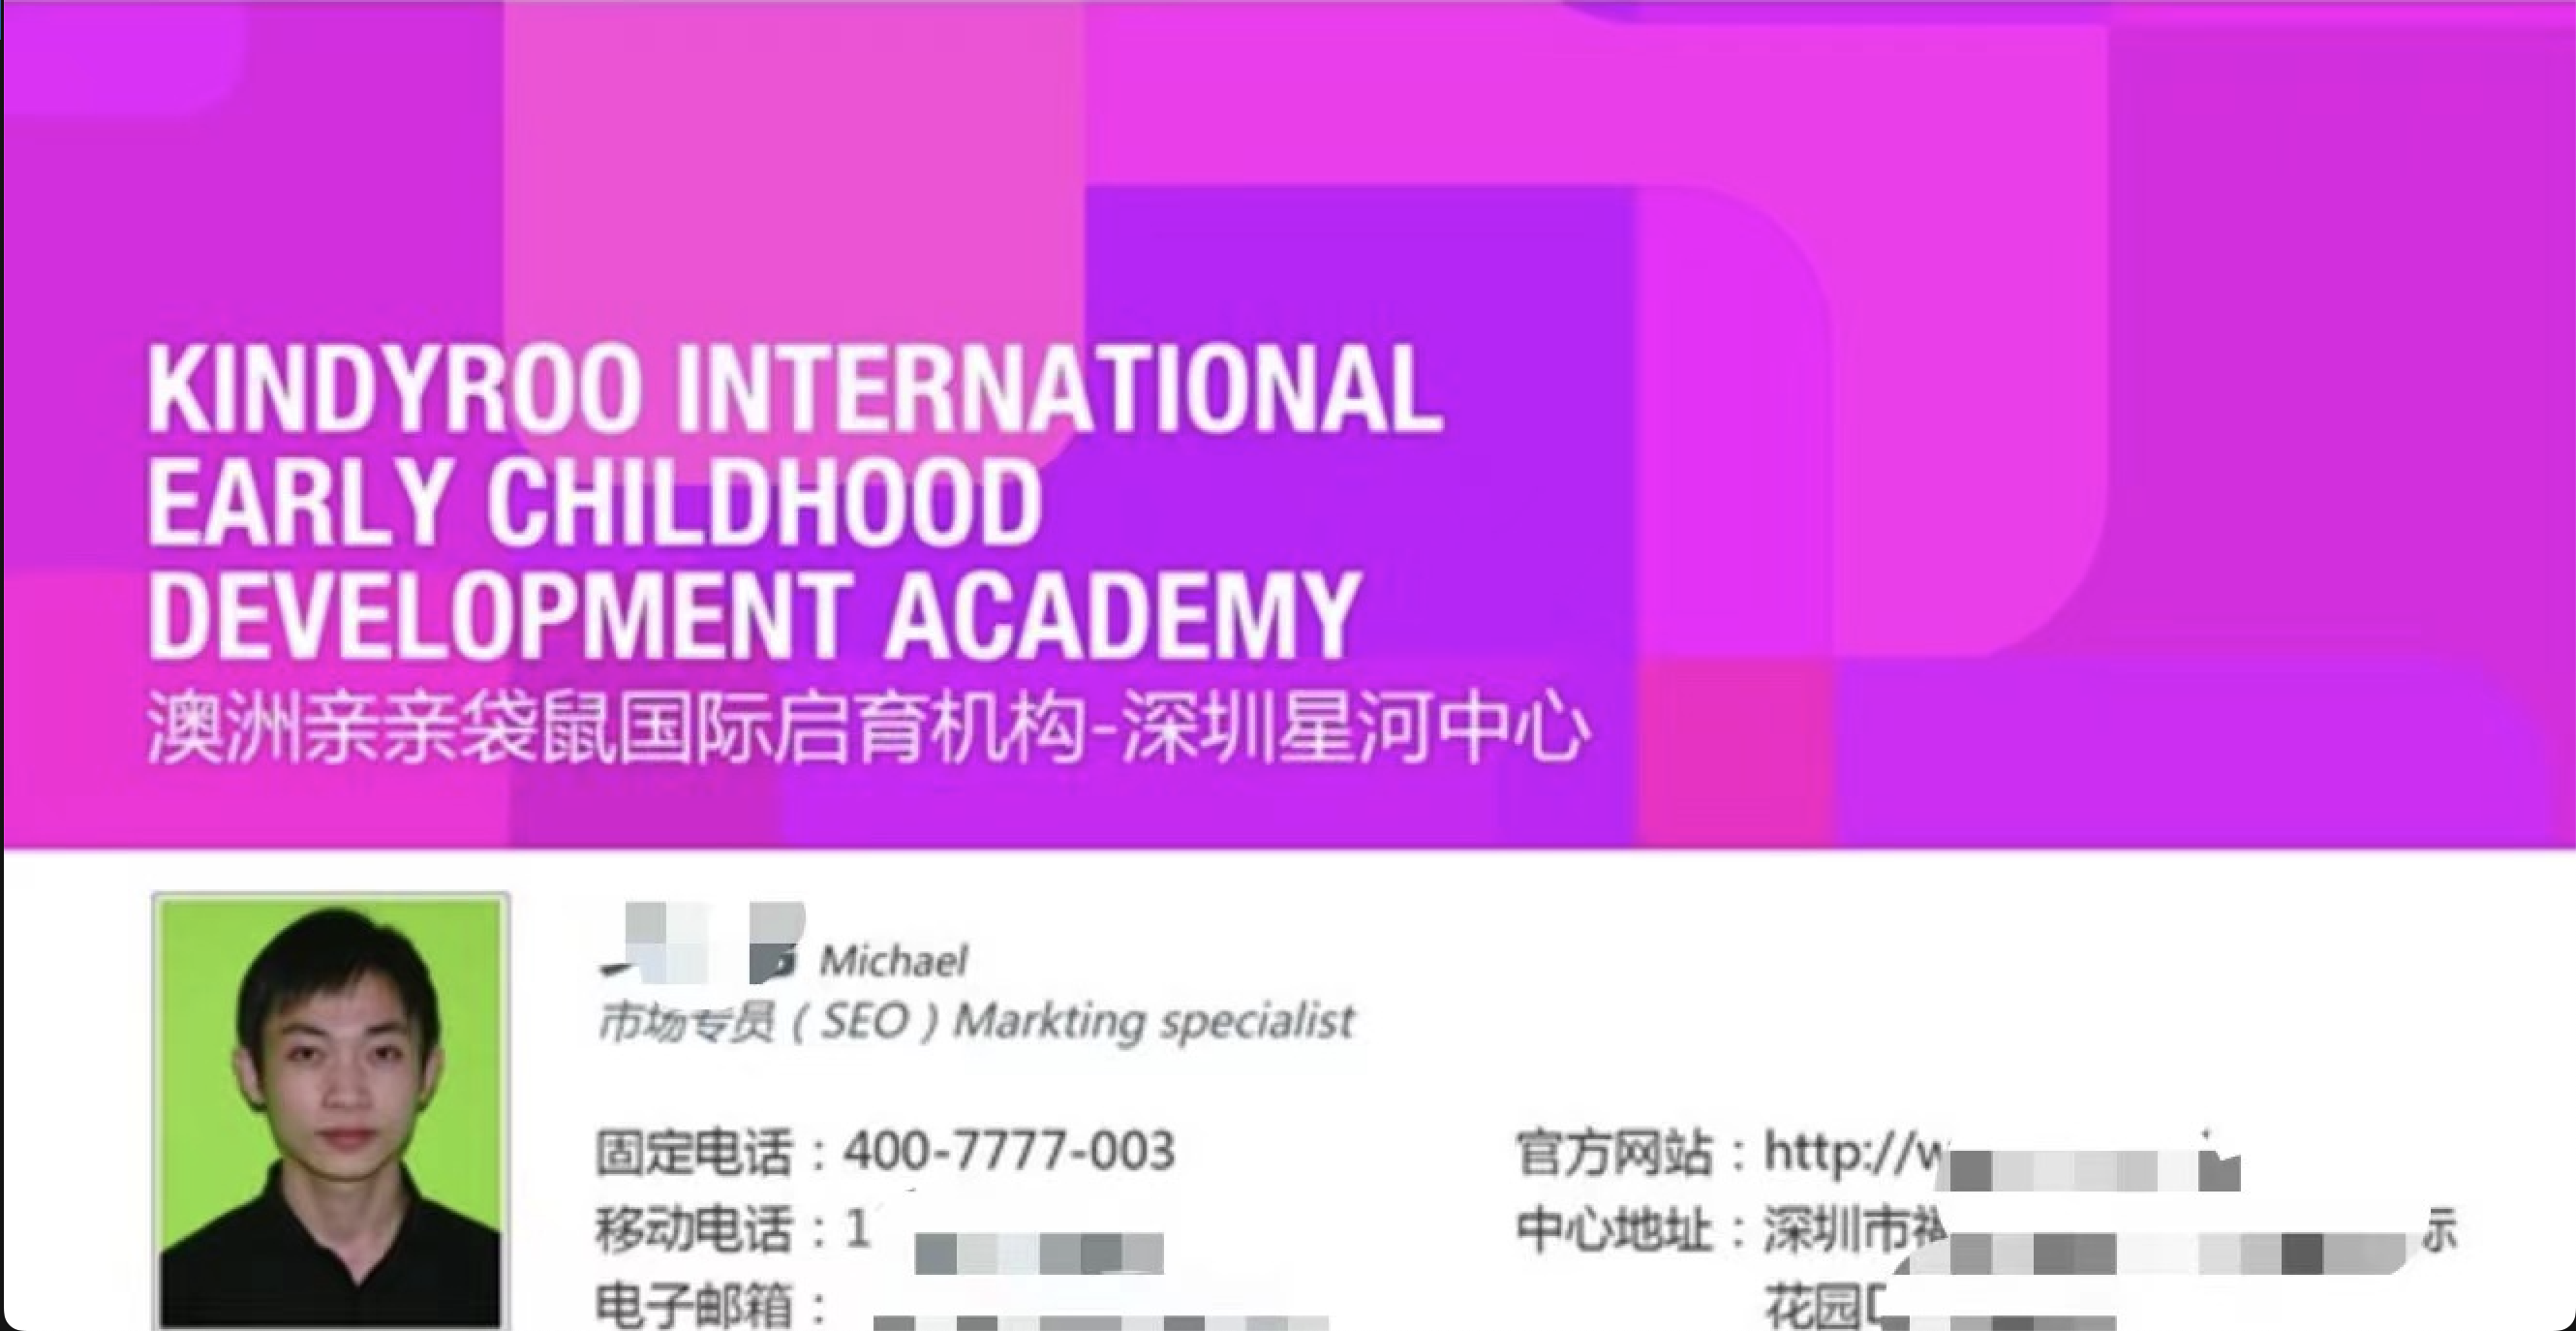 KINDYROO INTERNATIONAL
EARLY CHILDHOOD
DEVELOPMENT ACADEMY
澳洲亲亲袋鼠国际启育机构-深圳星河中心
Michael
市场专员（SEO）Markting specialist
固定电话：400-7777-003
官方网站：http://w
移动电话：1
中心地址：深圳市
电子邮箱：
花园